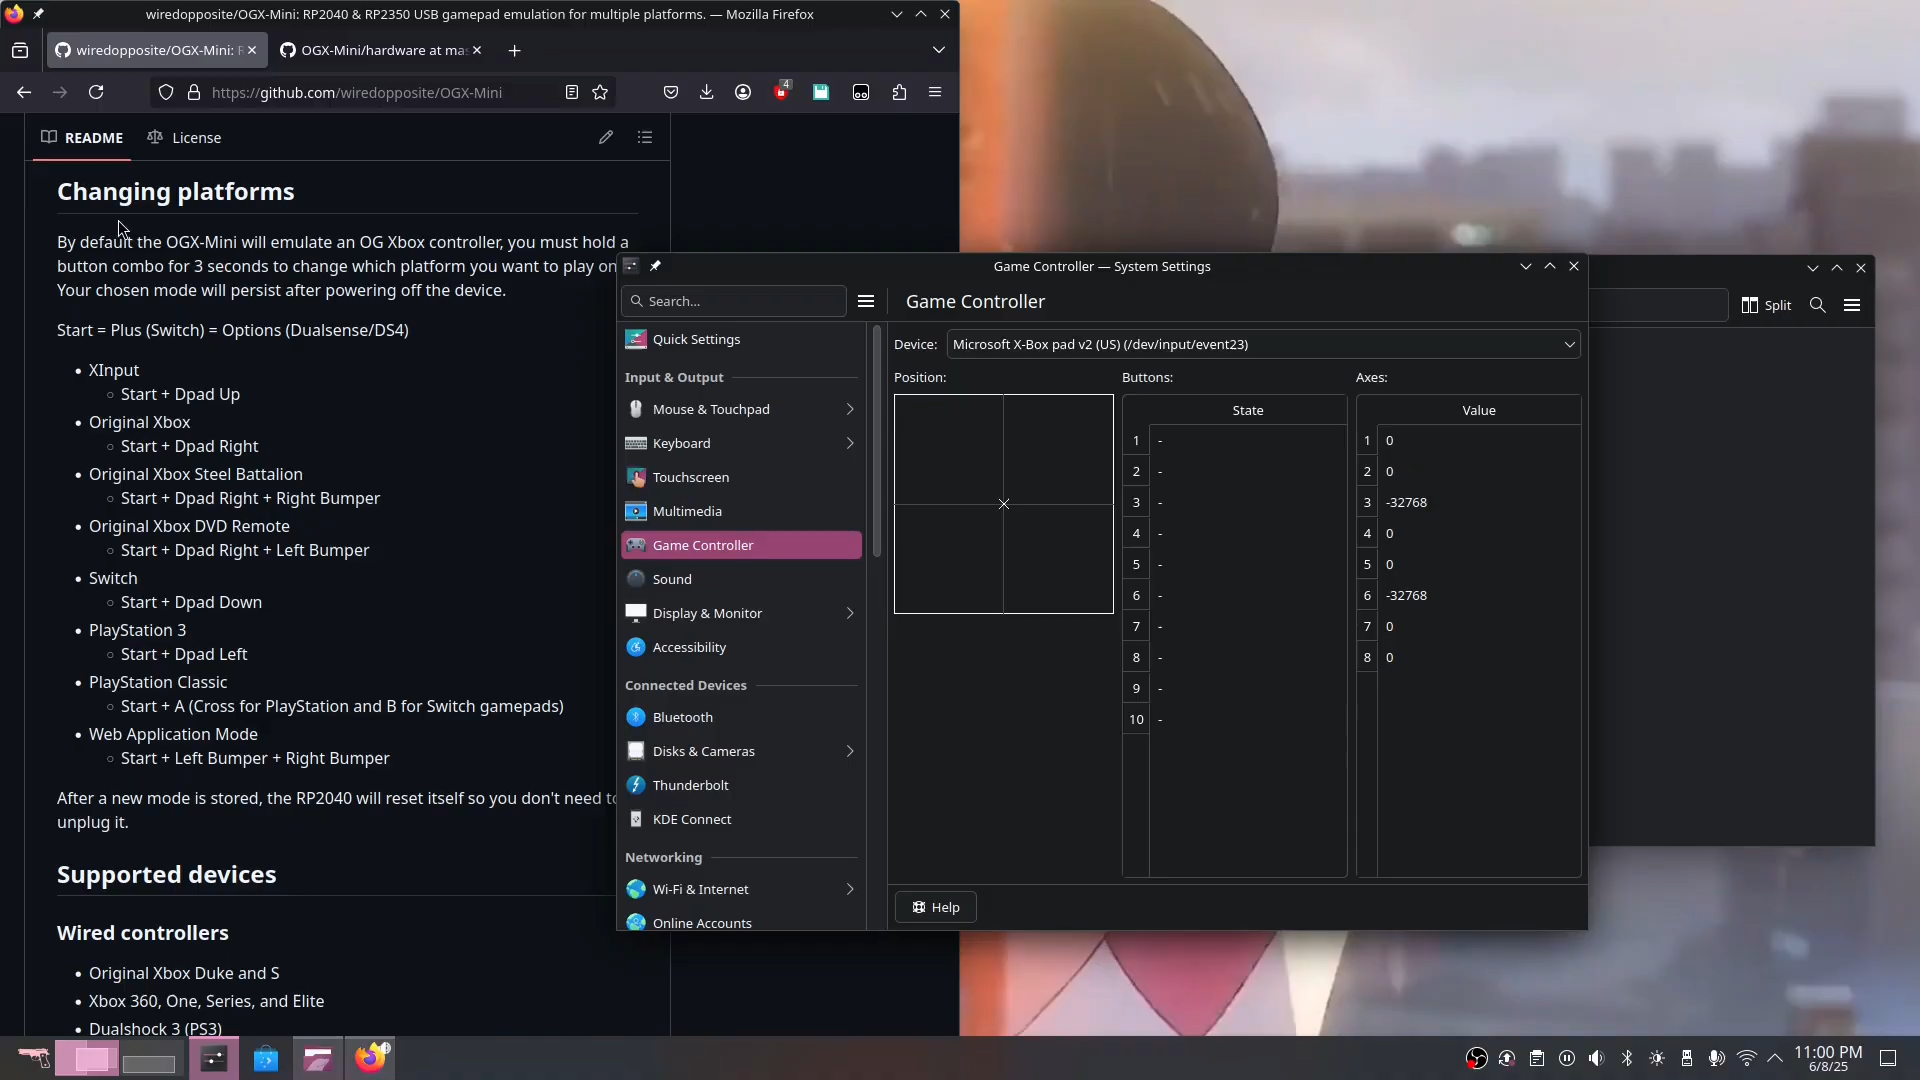 wiredopposite/OGX-Mini: RP2040 & RP2350 USB gamepad emulation for multiple platforms. — Mozilla Firefox
wiredopposite/OGX-Mini: R
OGX-Mini/hardware at mas
https://github.com/wiredopposite/OGX-Mini
4
README
License
Changing platforms
By default the OGX-Mini will emulate an OG Xbox controller, you must hold a
button combo for 3 seconds to change which platform you want to play on
Your chosen mode will persist after powering off the device.
Start = Plus (Switch) = Options (Dualsense/DS4)
• XInput
◦ Start + Dpad Up
• Original Xbox
◦ Start + Dpad Right
• Original Xbox Steel Battalion
◦ Start + Dpad Right + Right Bumper
• Original Xbox DVD Remote
◦ Start + Dpad Right + Left Bumper
• Switch
◦ Start + Dpad Down
• PlayStation 3
◦ Start + Dpad Left
• PlayStation Classic
◦ Start + A (Cross for PlayStation and B for Switch gamepads)
• Web Application Mode
◦ Start + Left Bumper + Right Bumper
After a new mode is stored, the RP2040 will reset itself so you don't need to
unplug it.
Supported devices
Wired controllers
• Original Xbox Duke and S
• Xbox 360, One, Series, and Elite
• Dualshock 3 (PS3)
Game Controller — System Settings
Search...
Game Controller
Quick Settings
Input & Output
Mouse & Touchpad
Keyboard
Touchscreen
Multimedia
Game Controller
Sound
Display & Monitor
Accessibility
Connected Devices
Bluetooth
Disks & Cameras
Thunderbolt
KDE Connect
Networking
Wi-Fi & Internet
Online Accounts
Device:
Microsoft X-Box pad v2 (US) (/dev/input/event23)
Position:
Buttons:
State
1 -
2 -
3 -
4 -
5 -
6 -
7 -
8 -
9 -
10 -
Axes:
Value
1 0
2 0
3 -32768
4 0
5 0
6 -32768
7 0
8 0
Help
Split
11:00 PM
6/8/25